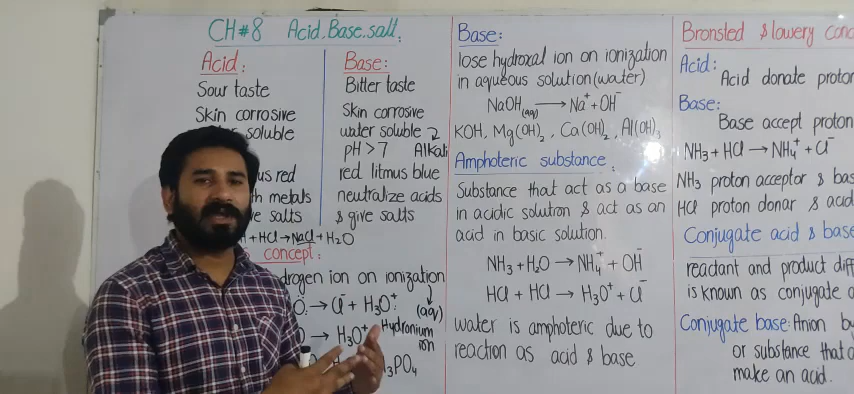 CH#8 Acid.Base.salt.
Acid:
Sour taste
Skin corrosive
soluble
red
metals
salts
+ HCl → NaCl + H2O
concept:
ion on ionization
→ Cl⁻ + H3O⁺
(aq)
→ H3O⁺
Hydronium
ion
PO4
Base:
Bitter taste
Skin corrosive
water soluble
pH >7 Alkali
red litmus blue
neutralize acids
& give salts
Base:
lose hydroxal ion on ionization
in aqueous solution(water)
NaOH(aq) → Na⁺ + OH⁻
KOH, Mg(OH)2, Ca(OH)2, Al(OH)3
Amphoteric substance:
Substance that act as a base
in acidic solution & act as an
acid in basic solution.
NH3 + H2O → NH4⁺ + OH⁻
HCl + HCl → H3O⁺ + Cl⁻
water is amphoteric due to
reaction as acid & base
Bronsted & lowery
Acid:
Acid donate proton
Base:
Base accept proton
NH3 + HCl → NH4⁺ + Cl⁻
NH3 proton acceptor &
HCl proton donar & acid
Conjugate acid & base
reactant and product
is known as conjugate
Conjugate base: Anion
or substance that
make an acid.